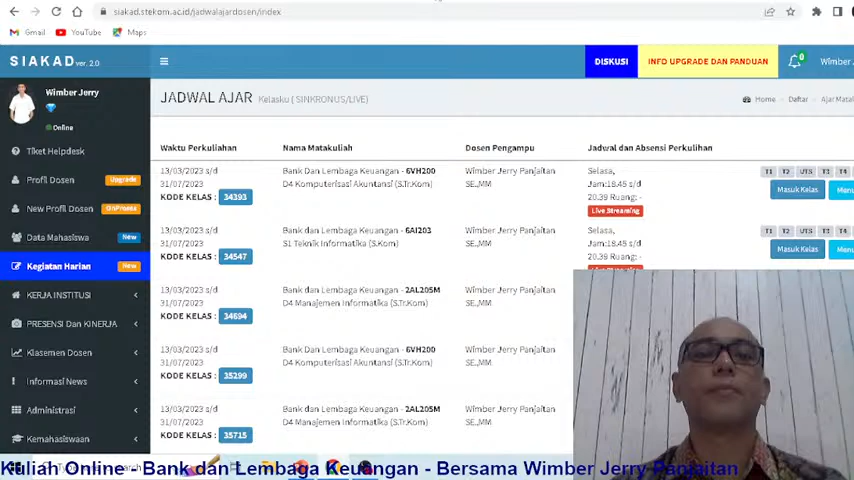 siakad.stekom.ac.id/jadwalajardosen/index
Gmail YouTube Maps
SIAKAD ver. 2.0
DISKUSI INFO UPGRADE DAN PANDUAN 0 Wimber Jerry
Wimber Jerry
Online
JADWAL AJAR Kelasku ( SINKRONUS/LIVE)
Home > Daftar > Ajar Matal
Tiket Helpdesk
Profil Dosen Upgrade
New Profil Dosen
Data Mahasiswa New
Kegiatan Harian New
KERJA INSTITUSI
PRESENSI Dan KINERJA
Klasemen Dosen
Informasi News
Administrasi
Kemahasiswaan
Waktu Perkuliahan Nama Matakuliah Dosen Pengampu Jadwal dan Absensi Perkulihan
13/03/2023 s/d Bank Dan Lembaga Keuangan - 6VH200 Wimber Jerry Panjaitan Selasa, T1 T2 UTS T3 T4
31/07/2023 D4 Komputerisasi Akuntansi (S.Tr.Kom) SE.,MM Jam:18.45 s/d Masuk Kelas Menu
KODE KELAS : 34393 20.39 Ruang: -
Live Streaming
13/03/2023 s/d Bank Dan Lembaga Keuangan - 6AI203 Wimber Jerry Panjaitan Selasa, T1 T2 UTS T3 T4
31/07/2023 S1 Teknik Informatika (S.Kom) SE.,MM Jam:18.45 s/d Masuk Kelas Menu
KODE KELAS : 34547 20.39 Ruang: -
13/03/2023 s/d Bank Dan Lembaga Keuangan - 2AL205M Wimber Jerry Panjaitan
31/07/2023 D4 Manajemen Informatika (S.Tr.Kom) SE.,MM
KODE KELAS : 34694
13/03/2023 s/d Bank Dan Lembaga Keuangan - 6VH200 Wimber Jerry Panjaitan
31/07/2023 D4 Komputerisasi Akuntansi (S.Tr.Kom) SE.,MM
KODE KELAS : 35299
13/03/2023 s/d Bank Dan Lembaga Keuangan - 2AL205M Wimber Jerry Panjaitan
31/07/2023 D4 Manajemen Informatika (S.Tr.Kom) SE.,MM
KODE KELAS : 35715
Kuliah Online - Bank dan Lembaga Keuangan - Bersama Wimber Jerry Panjaitan